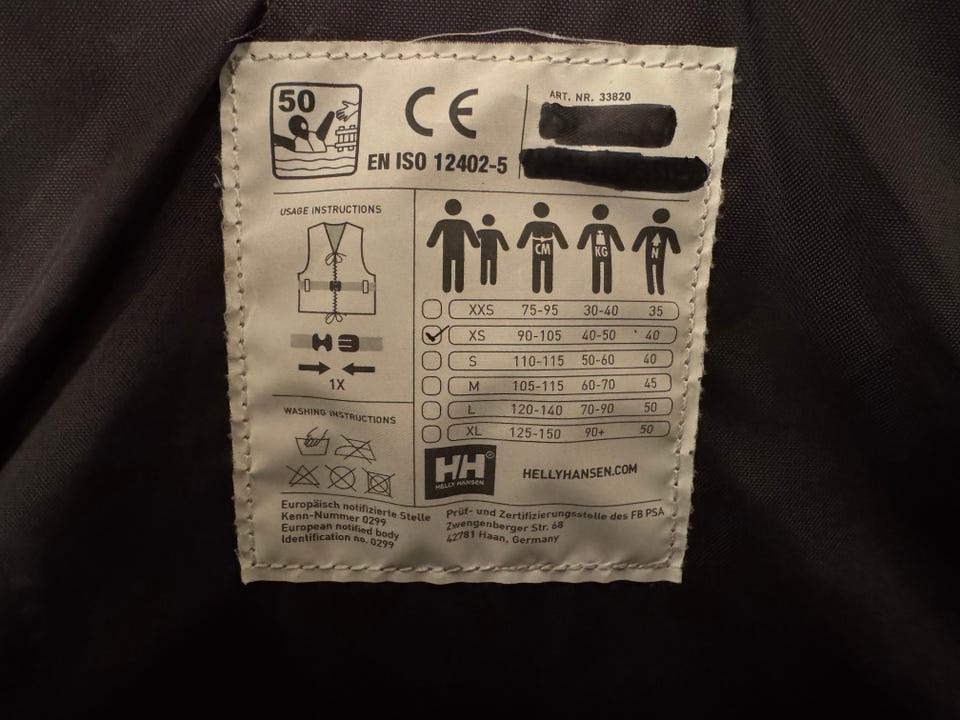 50
CE
EN ISO 12402-5
ART. NR. 33820
USAGE INSTRUCTIONS
1X
WASHING INSTRUCTIONS
CM KG N
XXS 75-95 30-40 35
XS 90-105 40-50 40
S 110-115 50-60 40
M 105-115 60-70 45
L 120-140 70-90 50
XL 125-150 90+ 50
HH
HELLY HANSEN
HELLYHANSEN.COM
Europäisch notifizierte Stelle
Kenn-Nummer 0299
European notified body
Identification no. 0299
Prüf- und Zertifizierungsstelle des FB PSA
Zwengenberger Str. 68
42781 Haan, Germany